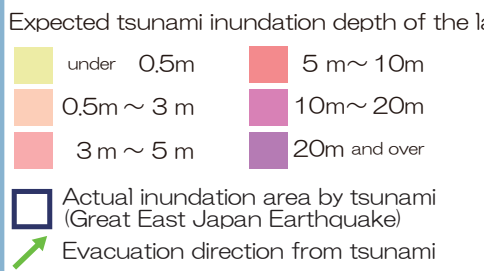 Expected tsunami inundation depth of the
under 0.5m
5 m～ 10m
0.5m ～ 3 m
10m～ 20m
3 m ～ 5 m
20m and over
Actual inundation area by tsunami
(Great East Japan Earthquake)
Evacuation direction from tsunami